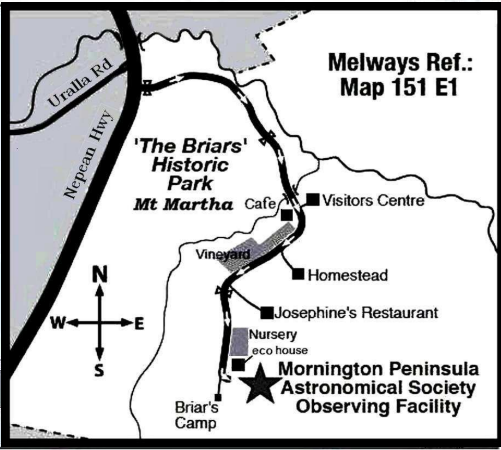 Melways Ref.:
Map 151 E1
Uralla Rd
Nepean Hwy
'The Briars'
Historic
Park
Mt Martha
Cafe
Visitors Centre
Vineyard
Homestead
N
W
E
S
Josephine's Restaurant
Nursery
eco house
Mornington Peninsula
Astronomical Society
Observing Facility
Briar's
Camp